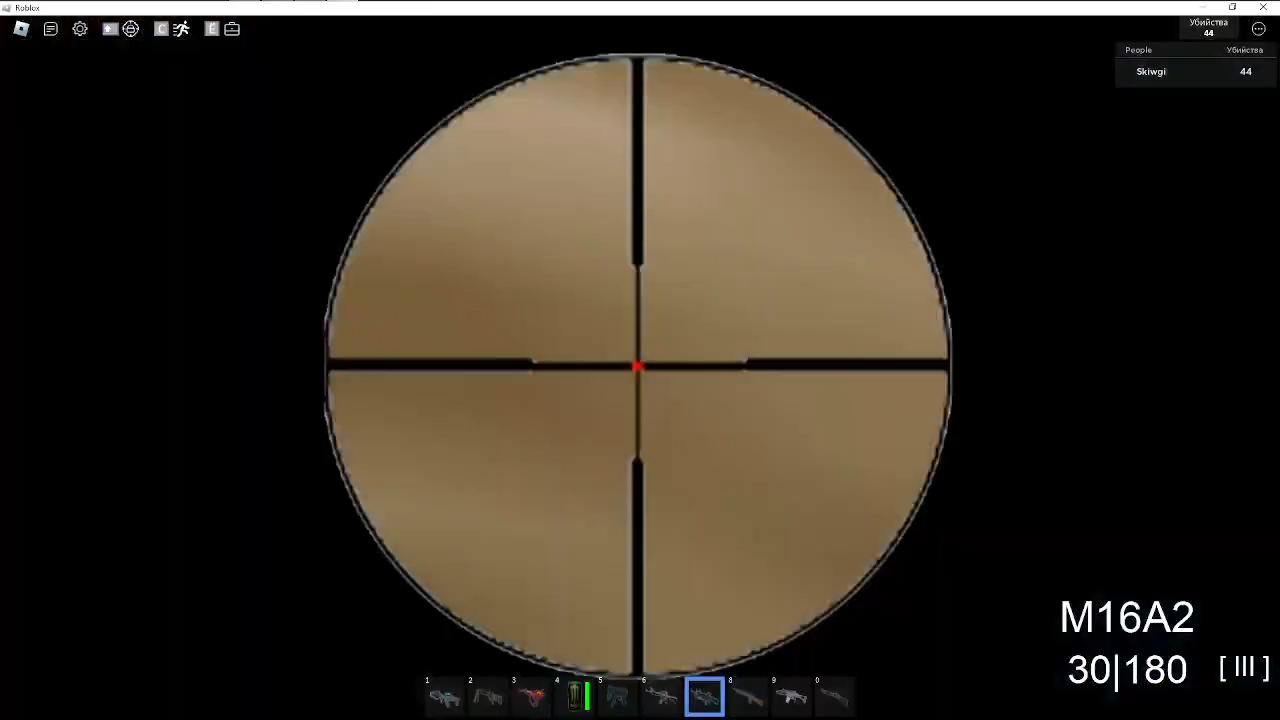 Roblox
C
E
Убийства
44
People Убийства
Skiwgi 44
M16A2
30|180 [ III ]
1 2 3 4 5 6 8 9 0